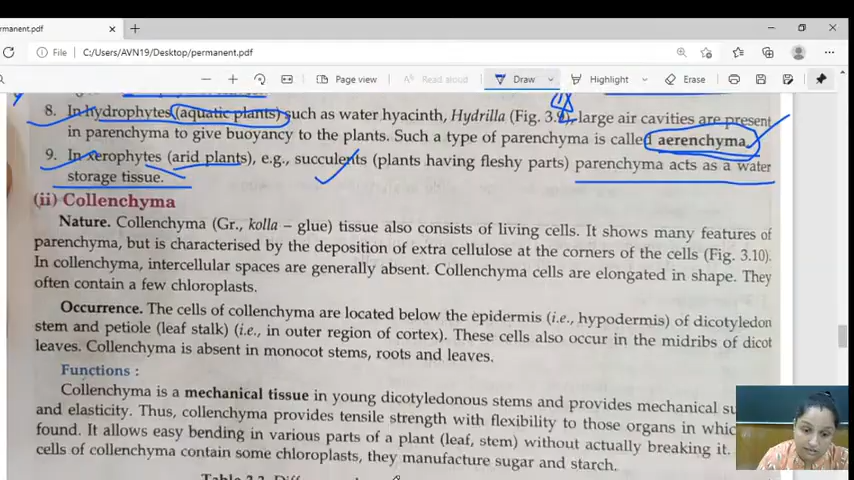 rmanent.pdf
File
C:/Users/AVN19/Desktop/permanent.pdf
Page view
Read aloud
Draw
Highlight
Erase
8. In hydrophytes (aquatic plants) such as water hyacinth, Hydrilla (Fig. 3.9), large air cavities are present
in parenchyma to give buoyancy to the plants. Such a type of parenchyma is called aerenchyma.
9. In xerophytes (arid plants), e.g., succulents (plants having fleshy parts) parenchyma acts as a water
storage tissue.
(ii) Collenchyma
Nature. Collenchyma (Gr., kolla – glue) tissue also consists of living cells. It shows many features of
parenchyma, but is characterised by the deposition of extra cellulose at the corners of the cells (Fig. 3.10).
In collenchyma, intercellular spaces are generally absent. Collenchyma cells are elongated in shape. They
often contain a few chloroplasts.
Occurrence. The cells of collenchyma are located below the epidermis (i.e., hypodermis) of dicotyledon
stem and petiole (leaf stalk) (i.e., in outer region of cortex). These cells also occur in the midribs of dicot
leaves. Collenchyma is absent in monocot stems, roots and leaves.
Functions :
Collenchyma is a mechanical tissue in young dicotyledonous stems and provides mechanical su
and elasticity. Thus, collenchyma provides tensile strength with flexibility to those organs in whic
found. It allows easy bending in various parts of a plant (leaf, stem) without actually breaking it.
cells of collenchyma contain some chloroplasts, they manufacture sugar and starch.